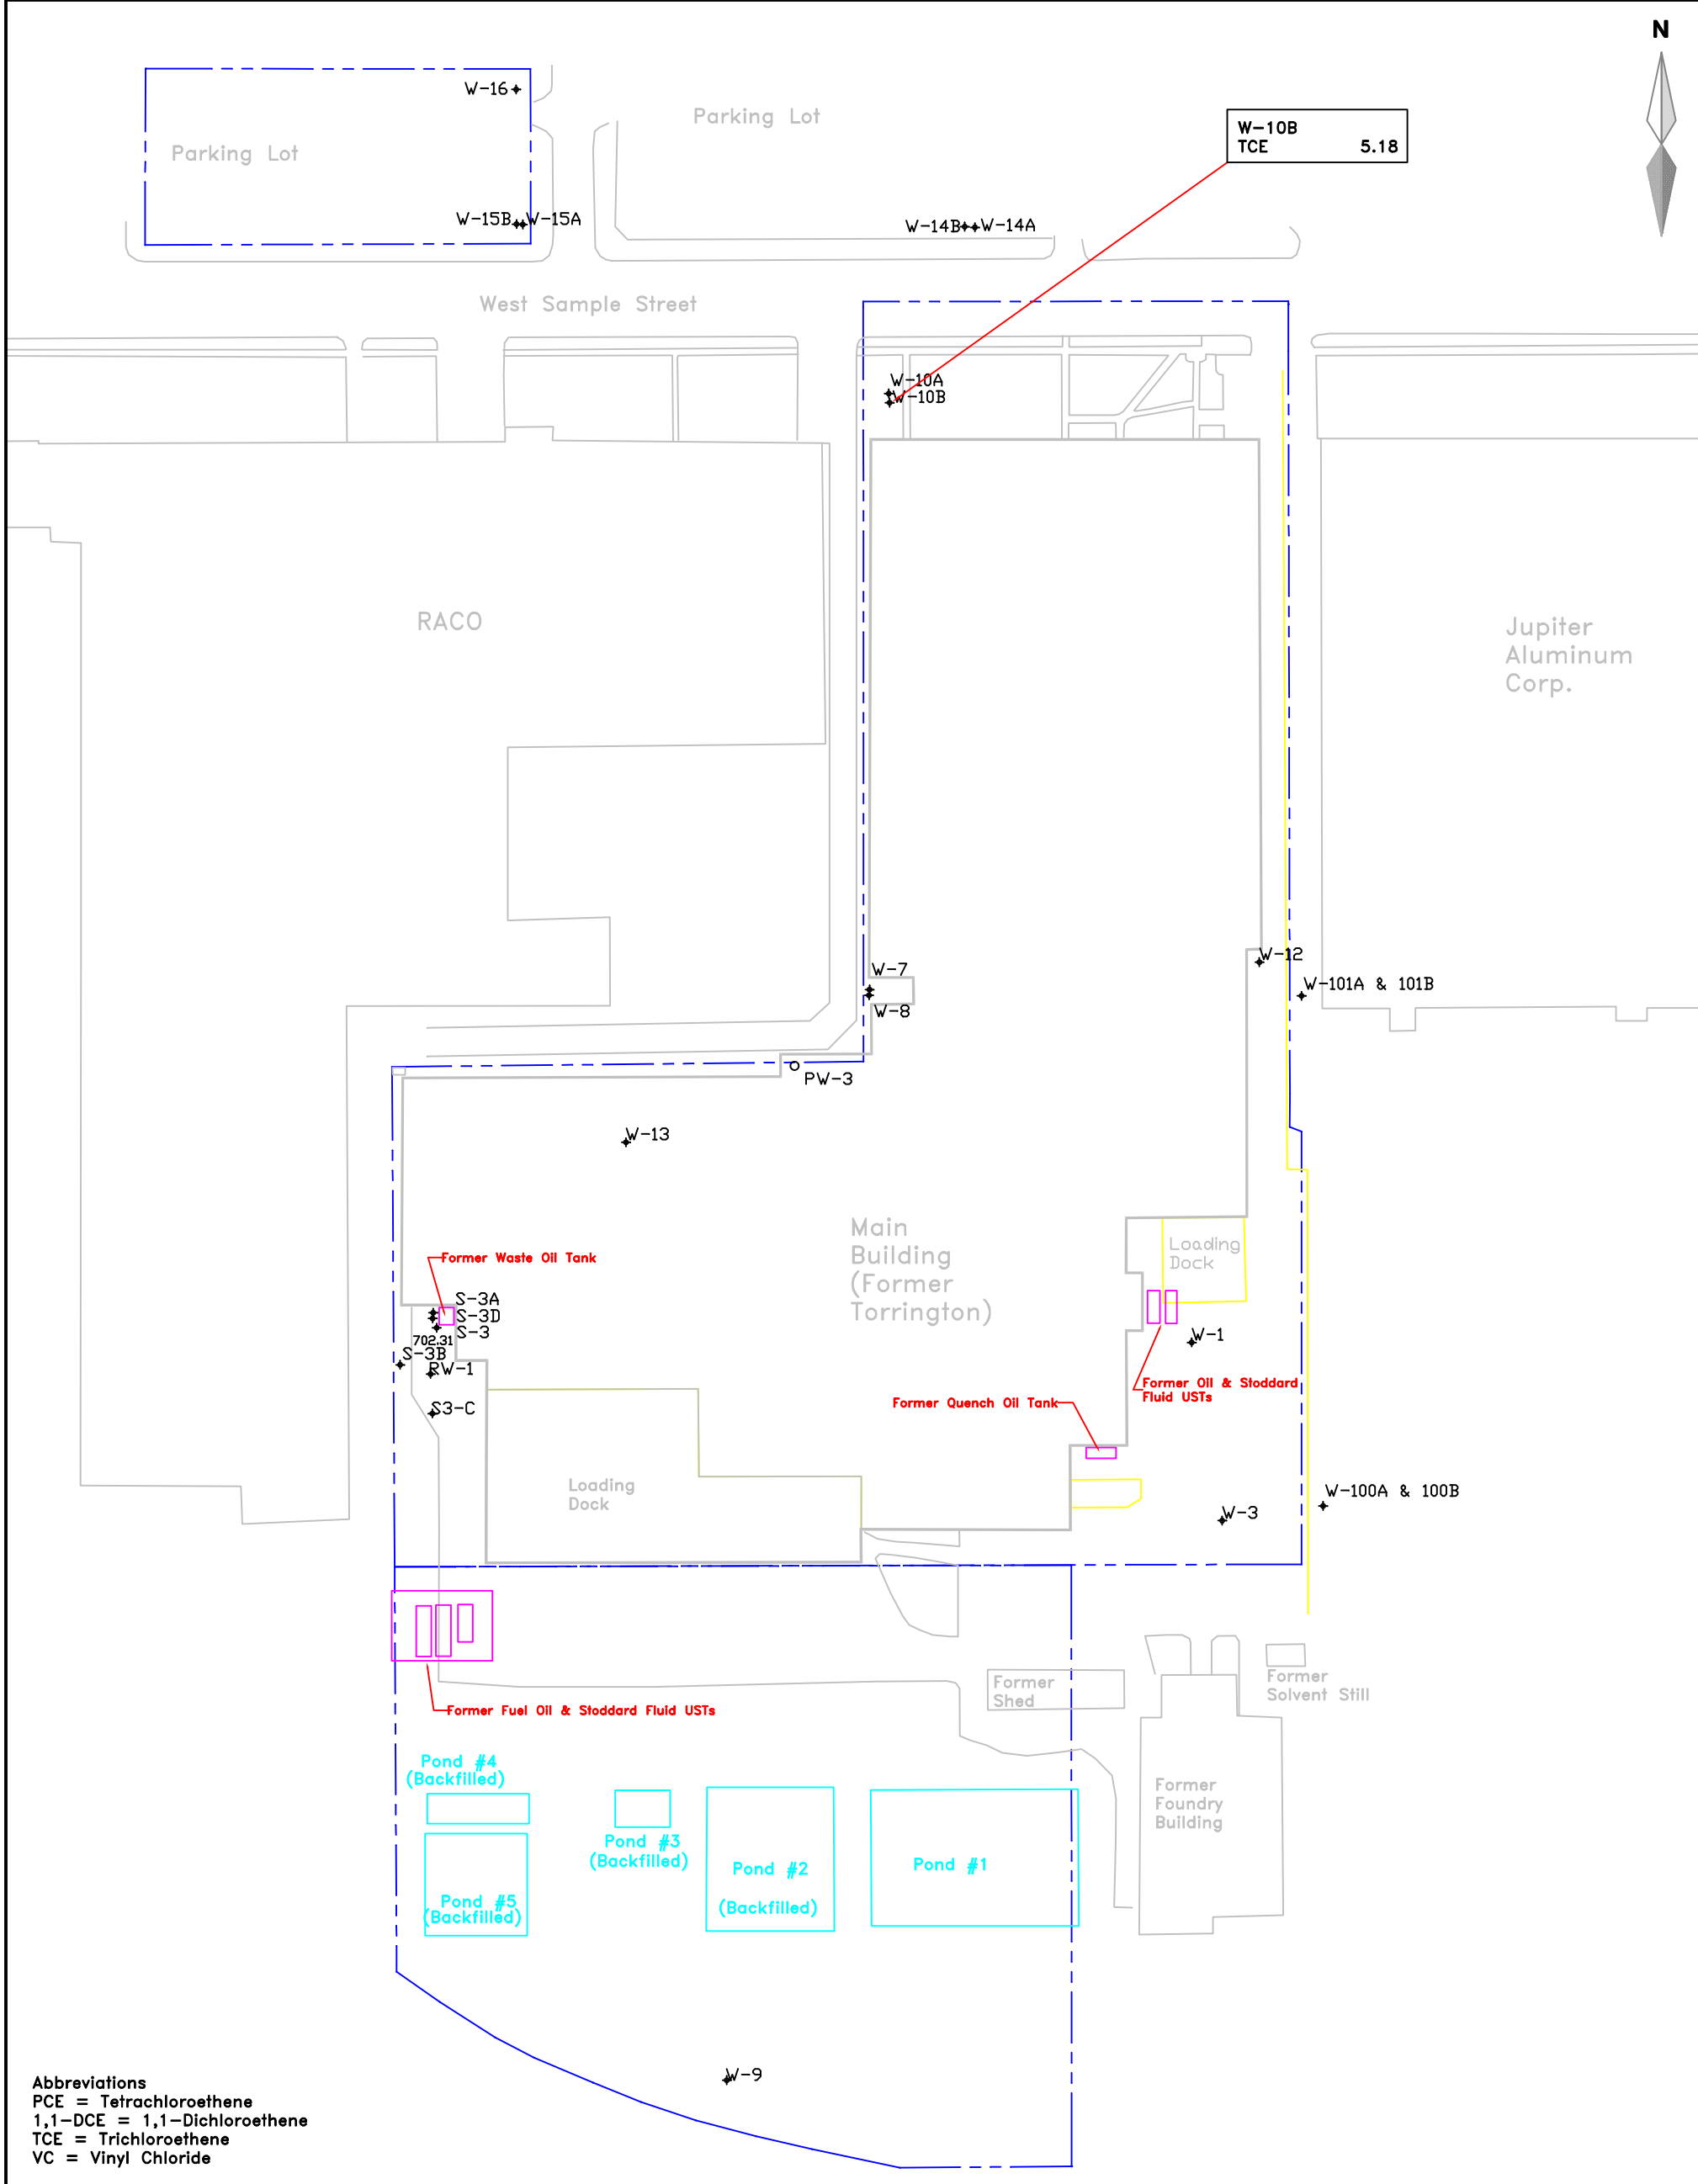 N
W-16
Parking Lot
Parking Lot
W-10B
TCE 5.18
W-15B W-15A
W-14B W-14A
West Sample Street
W-10A
W-10B
RACO
Jupiter
Aluminum
Corp.
W-7
W-8
W-12
W-101A & 101B
PW-3
W-13
Main
Building
(Former
Torrington)
Loading
Dock
Former Waste Oil Tank
S-3A
S-3D
S-3
702.31
S-3B
RW-1
S3-C
W-1
Former Oil & Stoddard
Fluid USTs
Former Quench Oil Tank
Loading
Dock
W-3
W-100A & 100B
Former
Shed
Former
Solvent Still
Former Fuel Oil & Stoddard Fluid USTs
Pond #4
(Backfilled)
Pond #3
(Backfilled)
Pond #2
(Backfilled)
Pond #1
Pond #5
(Backfilled)
Former
Foundry
Building
W-9
Abbreviations
PCE = Tetrachloroethene
1,1-DCE = 1,1-Dichloroethene
TCE = Trichloroethene
VC = Vinyl Chloride